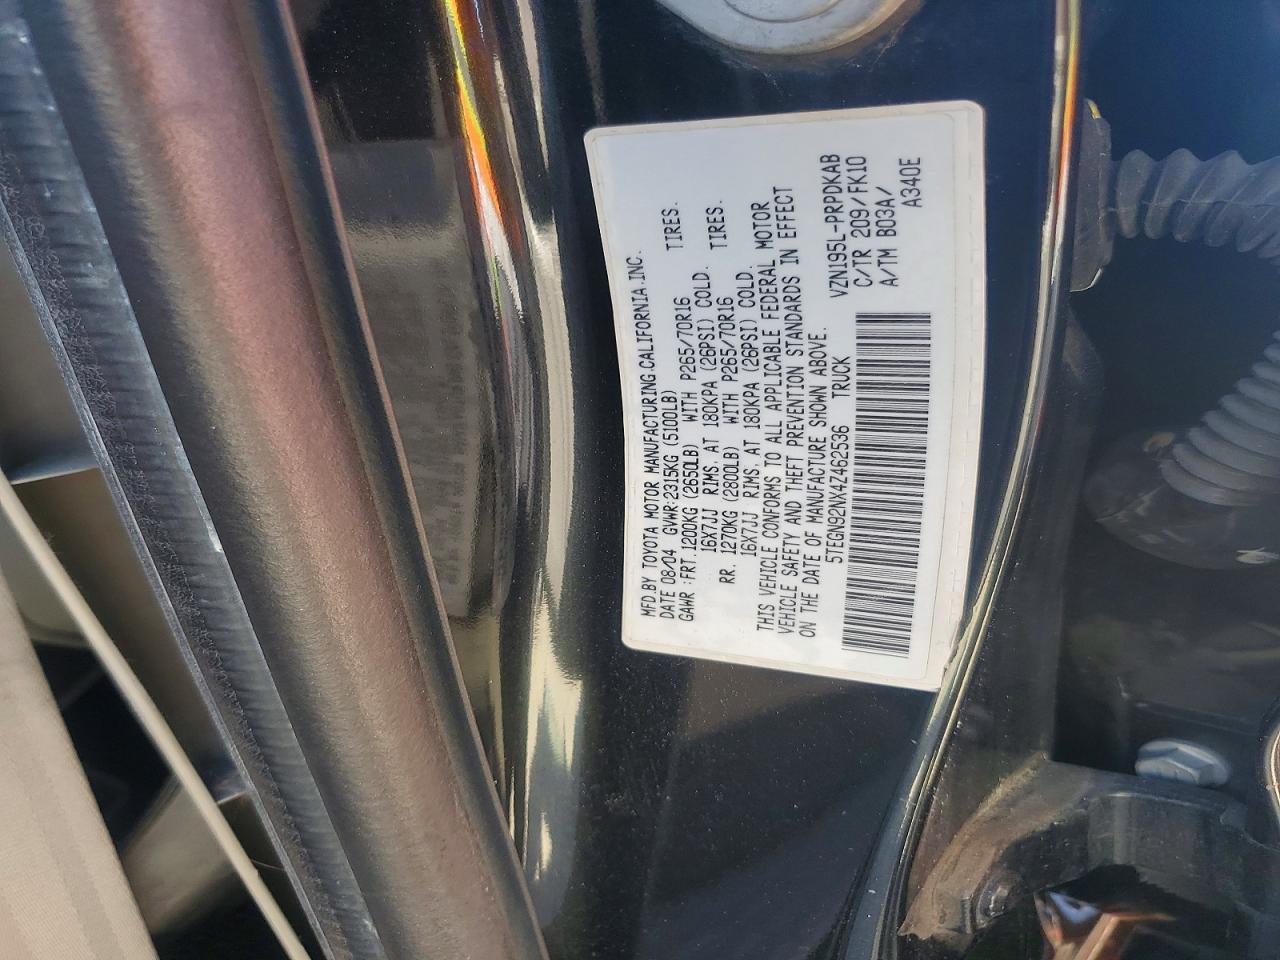 MFD.BY TOYOTA MOTOR MANUFACTURING.CALIFORNIA.INC.
DATE 08/04 GVWR:2315KG (5100LB)
GAWR :FRT.1200KG (2650LB) WITH P265/70R16 TIRES.
16X7JJ RIMS. AT 180KPA (26PSI) COLD.
RR. 1270KG (2800LB) WITH P265/70R16 TIRES.
16X7JJ RIMS. AT 180KPA (26PSI) COLD.
THIS VEHICLE CONFORMS TO ALL APPLICABLE FEDERAL MOTOR
VEHICLE SAFETY AND THEFT PREVENTION STANDARDS IN EFFECT
ON THE DATE OF MANUFACTURE SHOWN ABOVE.
5TEGN92NX4Z462536 TRUCK
VZN195L-PRPDKAB
C/TR 209/FK10
A/TM B03A/
A340E